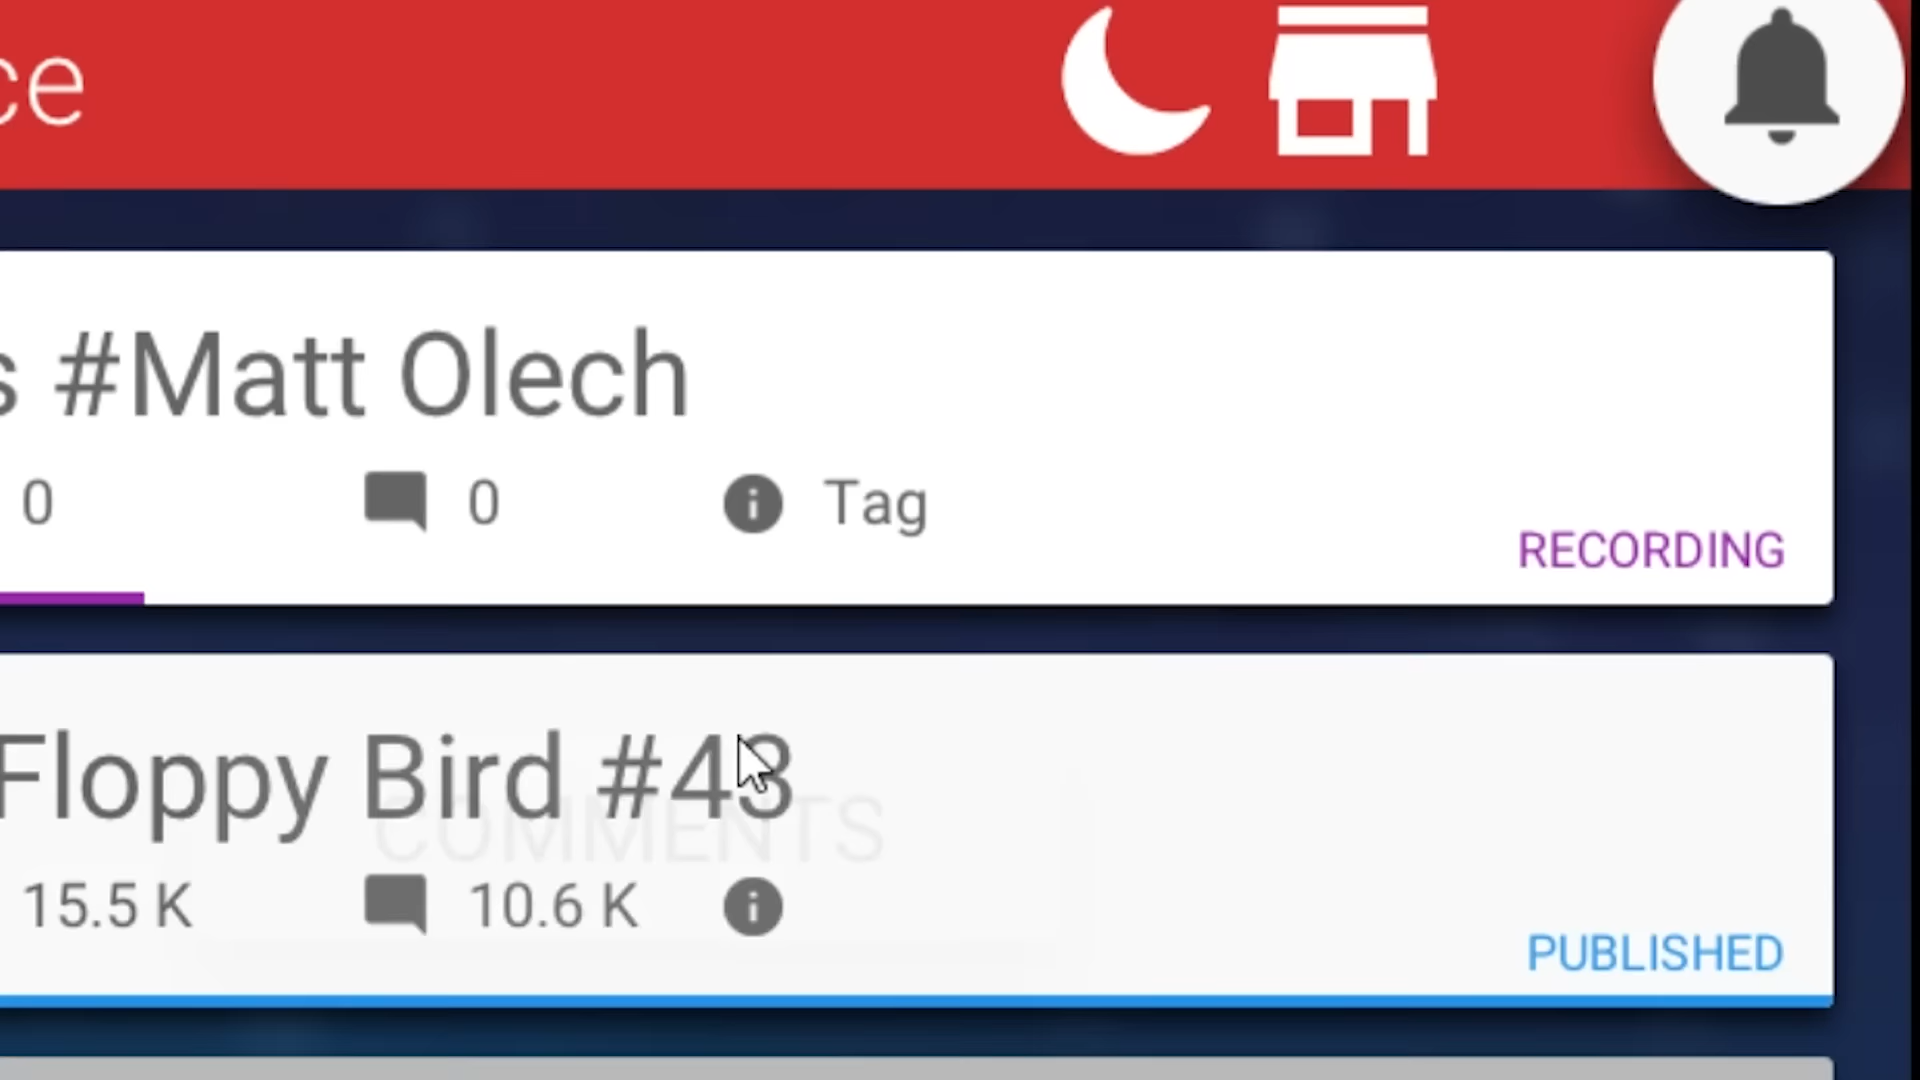 ce
s #Matt Olech
0 0 Tag
RECORDING
Floppy Bird #43
COMMENTS
15.5 K 10.6 K
PUBLISHED